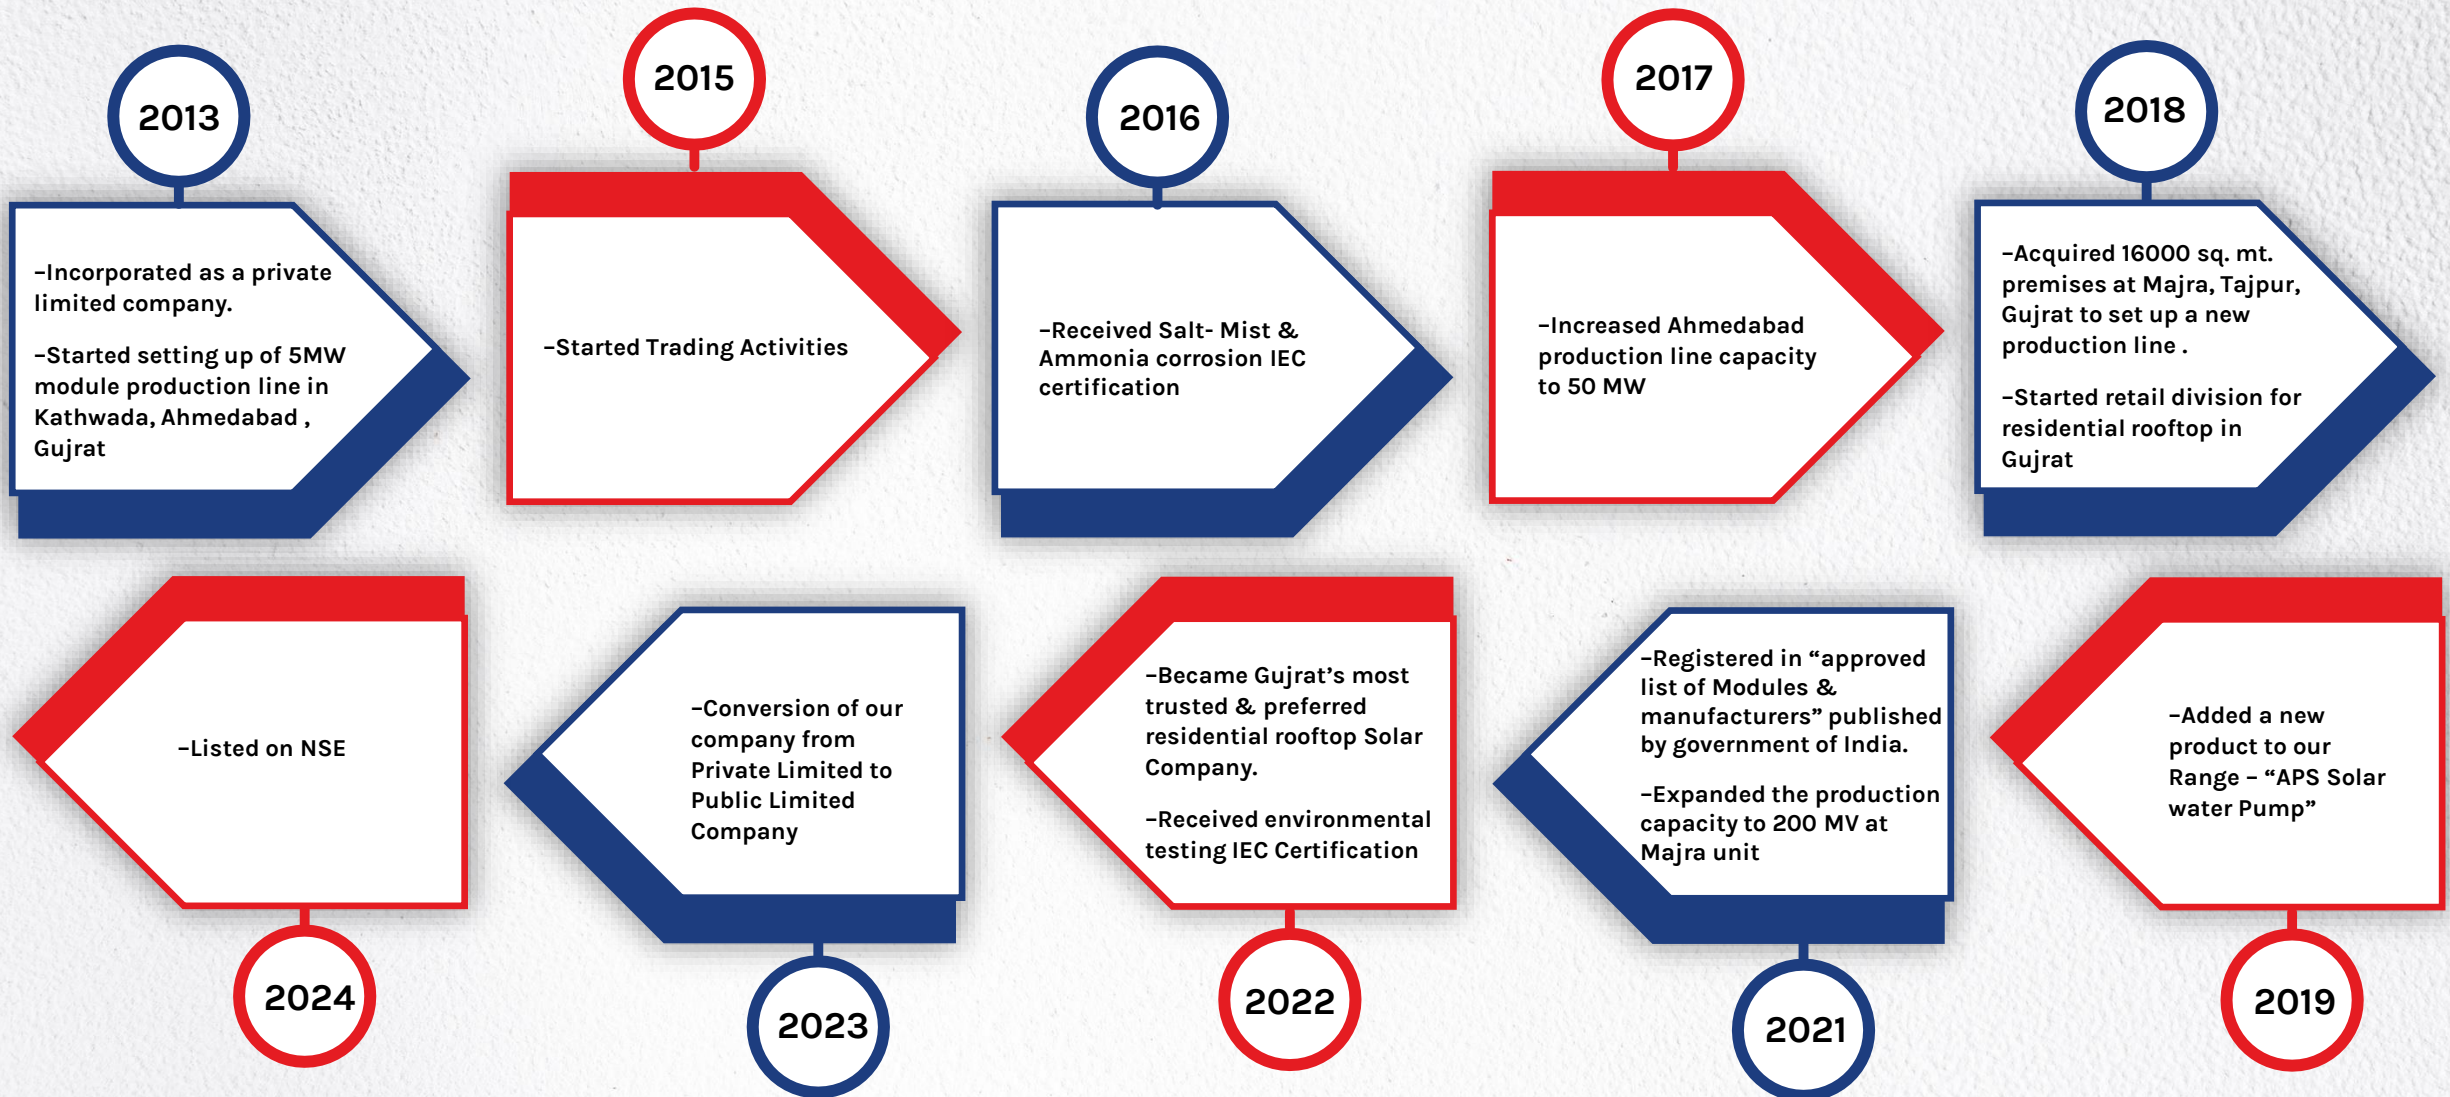 2013
–Incorporated as a private
limited company.
–Started setting up of 5MW
module production line in
Kathwada, Ahmedabad ,
Gujrat
2015
–Started Trading Activities
2016
–Received Salt- Mist &
Ammonia corrosion IEC
certification
2017
–Increased Ahmedabad
production line capacity
to 50 MW
2018
–Acquired 16000 sq. mt.
premises at Majra, Tajpur,
Gujrat to set up a new
production line .
–Started retail division for
residential rooftop in
Gujrat
–Added a new
product to our
Range – “APS Solar
water Pump”
2019
–Registered in “approved
list of Modules &
manufacturers” published
by government of India.
–Expanded the production
capacity to 200 MV at
Majra unit
2021
–Became Gujrat’s most
trusted & preferred
residential rooftop Solar
Company.
–Received environmental
testing IEC Certification
2022
–Conversion of our
company from
Private Limited to
Public Limited
Company
2023
–Listed on NSE
2024